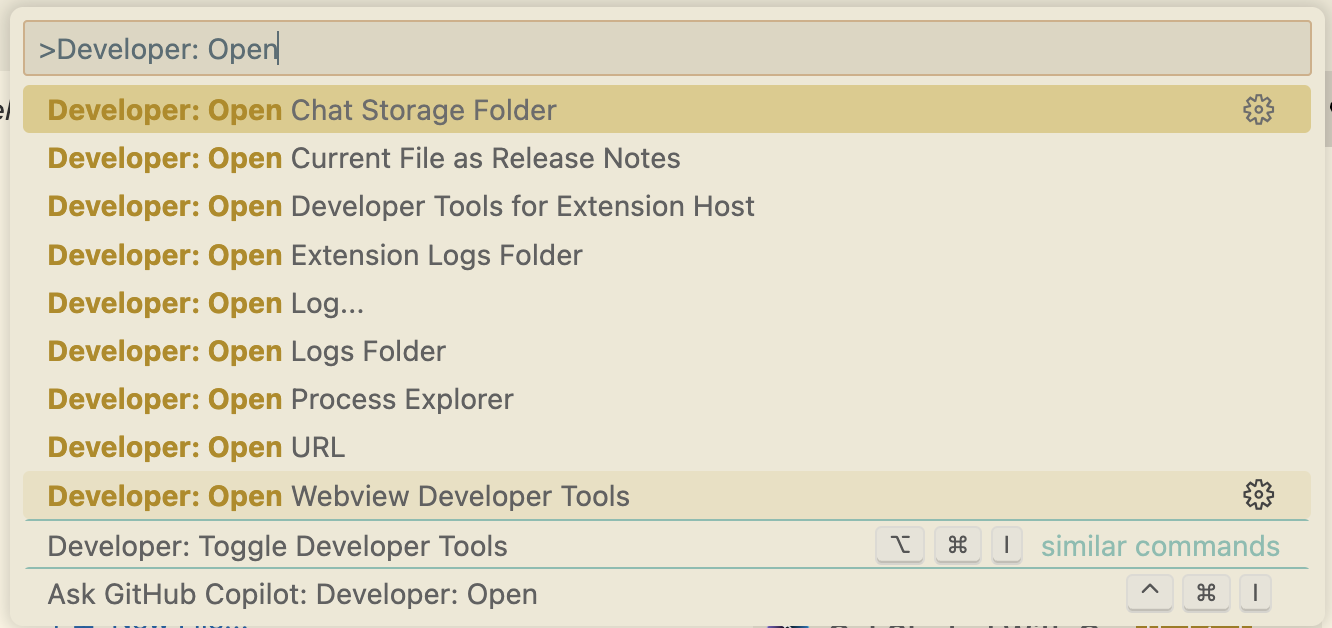 >Developer: Open
Developer: Open Chat Storage Folder
Developer: Open Current File as Release Notes
Developer: Open Developer Tools for Extension Host
Developer: Open Extension Logs Folder
Developer: Open Log...
Developer: Open Logs Folder
Developer: Open Process Explorer
Developer: Open URL
Developer: Open Webview Developer Tools
Developer: Toggle Developer Tools ⌥ ⌘ I similar commands
Ask GitHub Copilot: Developer: Open ^ ⌘ I